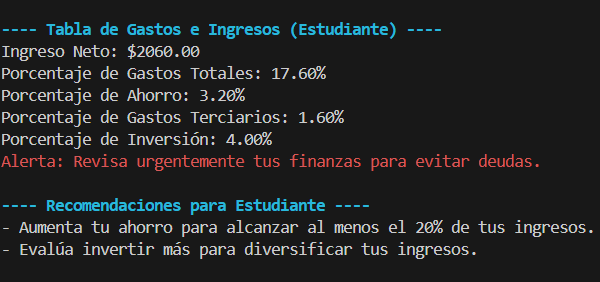 ---- Tabla de Gastos e Ingresos (Estudiante) ----
Ingreso Neto: $2060.00
Porcentaje de Gastos Totales: 17.60%
Porcentaje de Ahorro: 3.20%
Porcentaje de Gastos Terciarios: 1.60%
Porcentaje de Inversión: 4.00%
Alerta: Revisa urgentemente tus finanzas para evitar deudas.
---- Recomendaciones para Estudiante ----
- Aumenta tu ahorro para alcanzar al menos el 20% de tus ingresos.
- Evalúa invertir más para diversificar tus ingresos.